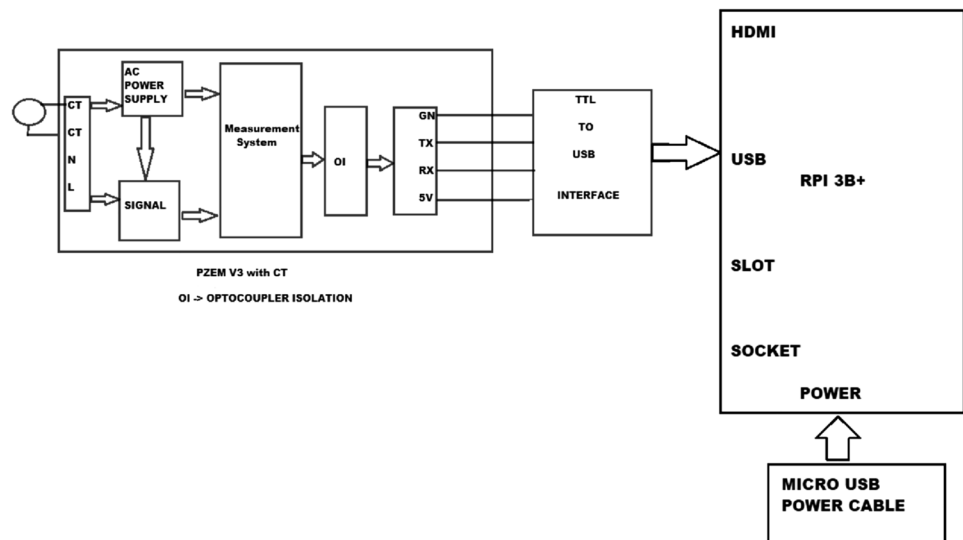 HDMI
USB
RPI 3B+
SLOT
SOCKET
POWER
MICRO USB
POWER CABLE
AC
POWER
SUPPLY
CT
CT
N
L
SIGNAL
Measurement
System
OI
GN
TX
RX
5V
TTL
TO
USB
INTERFACE
PZEM V3 with CT
OI -> OPTOCOUPLER ISOLATION